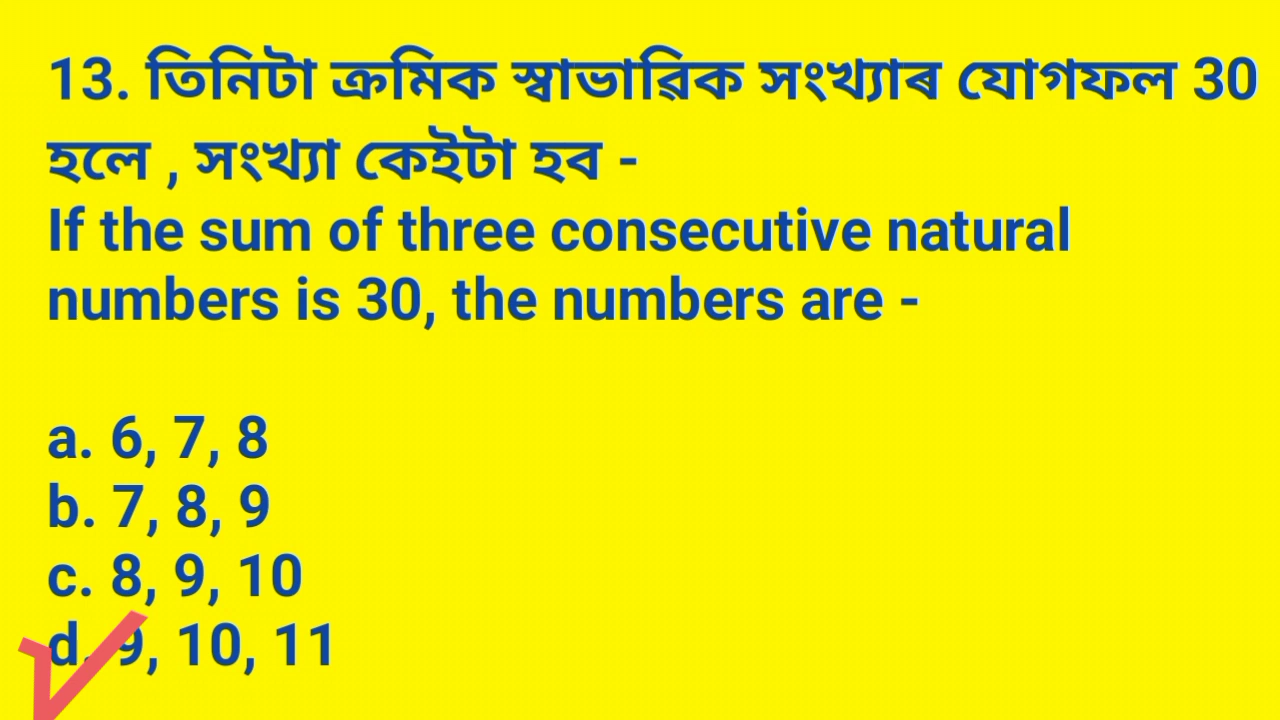 13. তিনিটা ক্ৰমিক স্বাভাৱিক সংখ্যাৰ যোগফল 30
হলে , সংখ্যা কেইটা হব -
If the sum of three consecutive natural
numbers is 30, the numbers are -
a. 6, 7, 8
b. 7, 8, 9
c. 8, 9, 10
d. 9, 10, 11